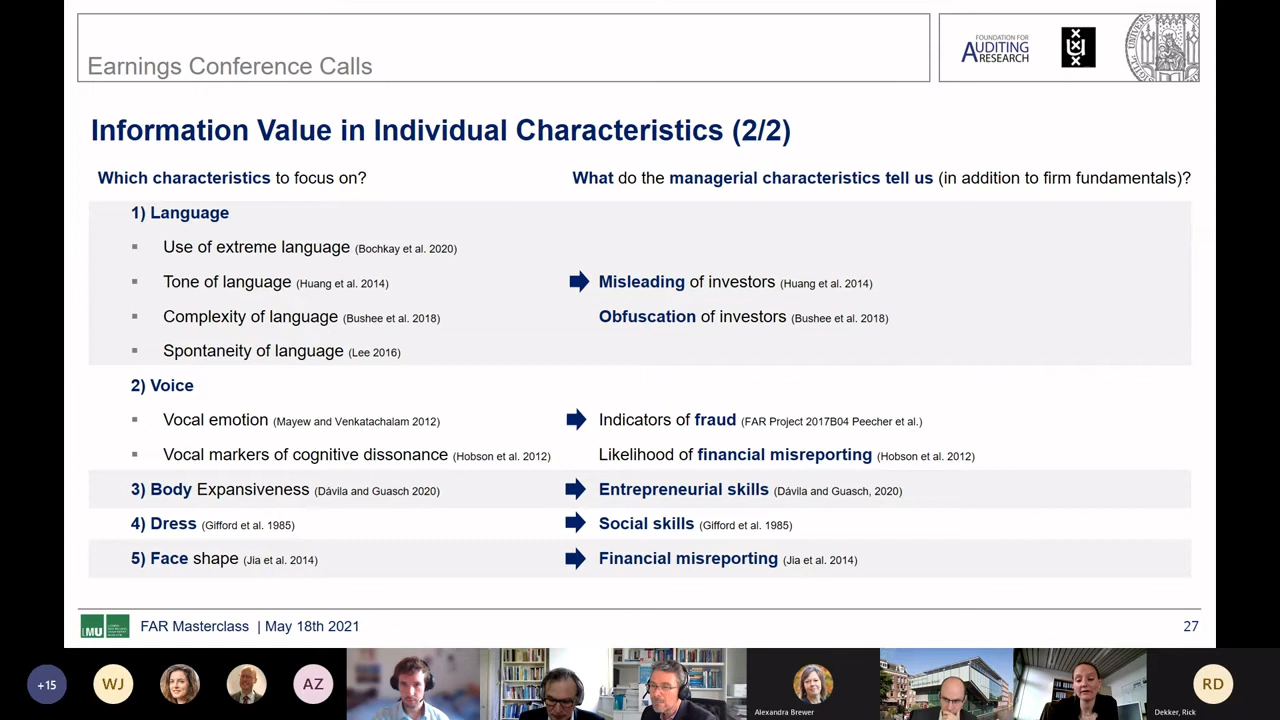 Earnings Conference Calls
FOUNDATION FOR
AUDITING
RESEARCH
Information Value in Individual Characteristics (2/2)
Which characteristics to focus on?
What do the managerial characteristics tell us (in addition to firm fundamentals)?
1) Language
▪ Use of extreme language (Bochkay et al. 2020)
▪ Tone of language (Huang et al. 2014)
Misleading of investors (Huang et al. 2014)
▪ Complexity of language (Bushee et al. 2018)
Obfuscation of investors (Bushee et al. 2018)
▪ Spontaneity of language (Lee 2016)
2) Voice
▪ Vocal emotion (Mayew and Venkatachalam 2012)
Indicators of fraud (FAR Project 2017B04 Peecher et al.)
▪ Vocal markers of cognitive dissonance (Hobson et al. 2012)
Likelihood of financial misreporting (Hobson et al. 2012)
3) Body Expansiveness (Dávila and Guasch 2020)
Entrepreneurial skills (Dávila and Guasch, 2020)
4) Dress (Gifford et al. 1985)
Social skills (Gifford et al. 1985)
5) Face shape (Jia et al. 2014)
Financial misreporting (Jia et al. 2014)
LMU
FAR Masterclass | May 18th 2021
27
+15
WJ
AZ
Alexandra Brewer
RD
Dekker, Rick